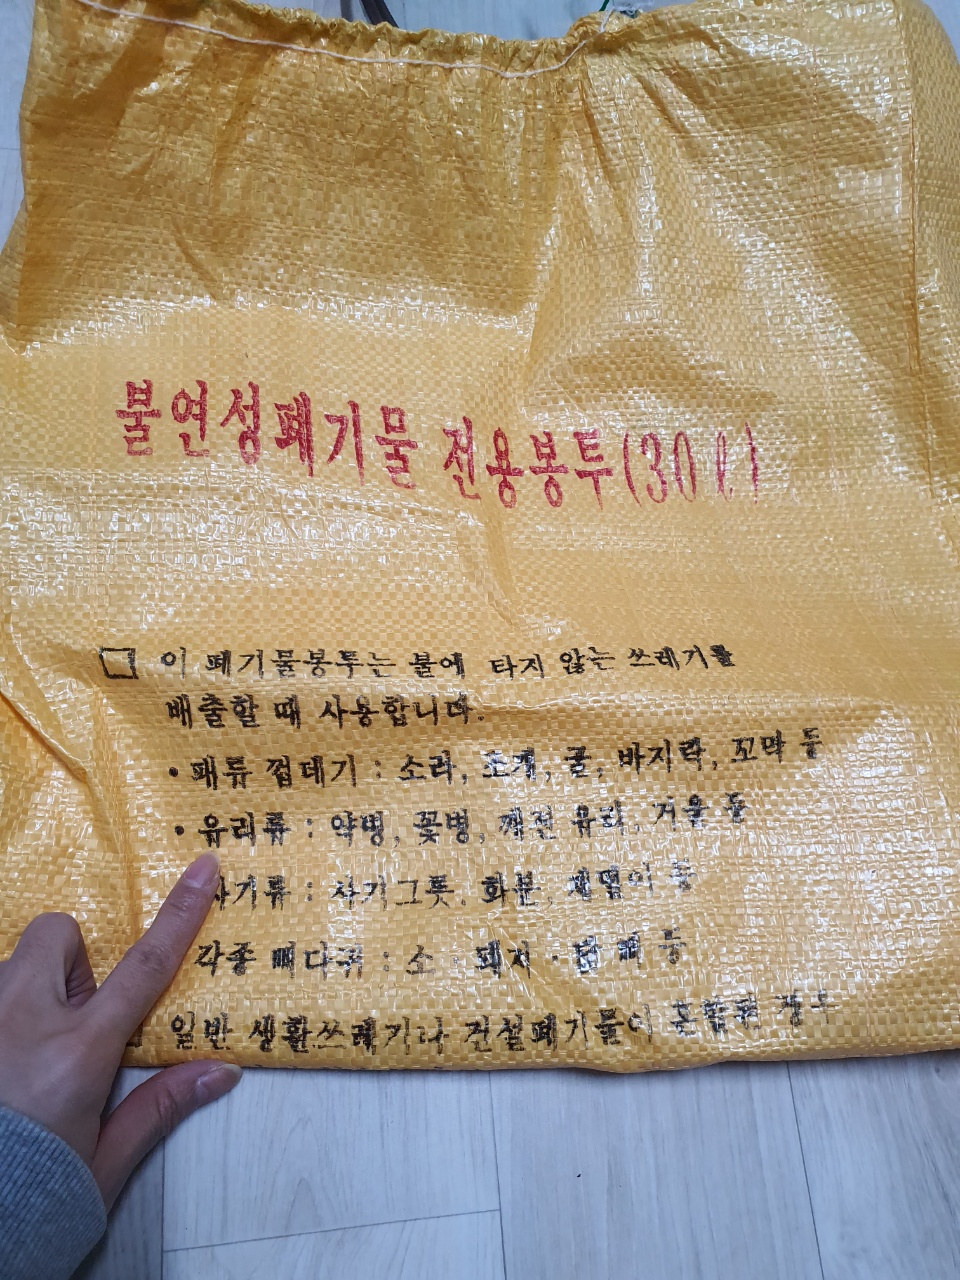 불연성폐기물 전용봉투(30ℓ)
이 폐기물봉투는 불에 타지 않는 쓰레기를
배출할 때 사용합니다.
• 패류 껍데기 : 소라, 조개, 굴, 바지락, 꼬막 등
• 유리류 : 약병, 꽃병, 깨진 유리, 거울 등
사기류 : 사기그릇, 화분, 재떨이 등
각종 뼈다귀 : 소 · 돼지 · 닭 뼈 등
일반 생활쓰레기나 건설폐기물이 혼합된 경우